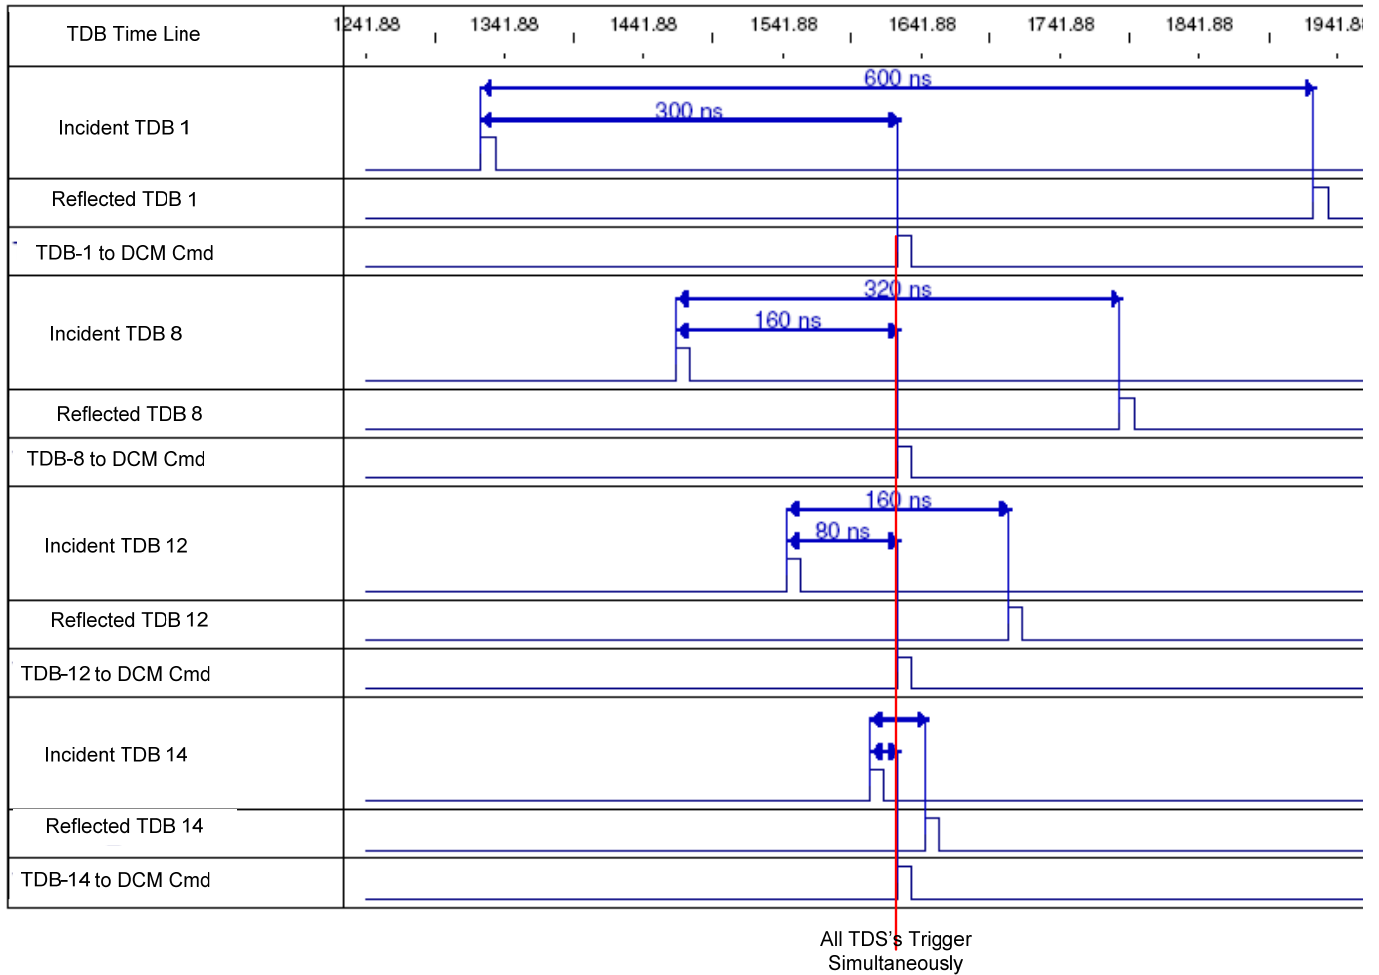 TDB Time Line 1241.88 1341.88 1441.88 1541.88 1641.88 1741.88 1841.88 1941.88
600 ns
300 ns
Incident TDB 1
Reflected TDB 1
TDB-1 to DCM Cmd
320 ns
160 ns
Incident TDB 8
Reflected TDB 8
TDB-8 to DCM Cmd
160 ns
80 ns
Incident TDB 12
Reflected TDB 12
TDB-12 to DCM Cmd
Incident TDB 14
Reflected TDB 14
TDB-14 to DCM Cmd
All TDS's Trigger
Simultaneously